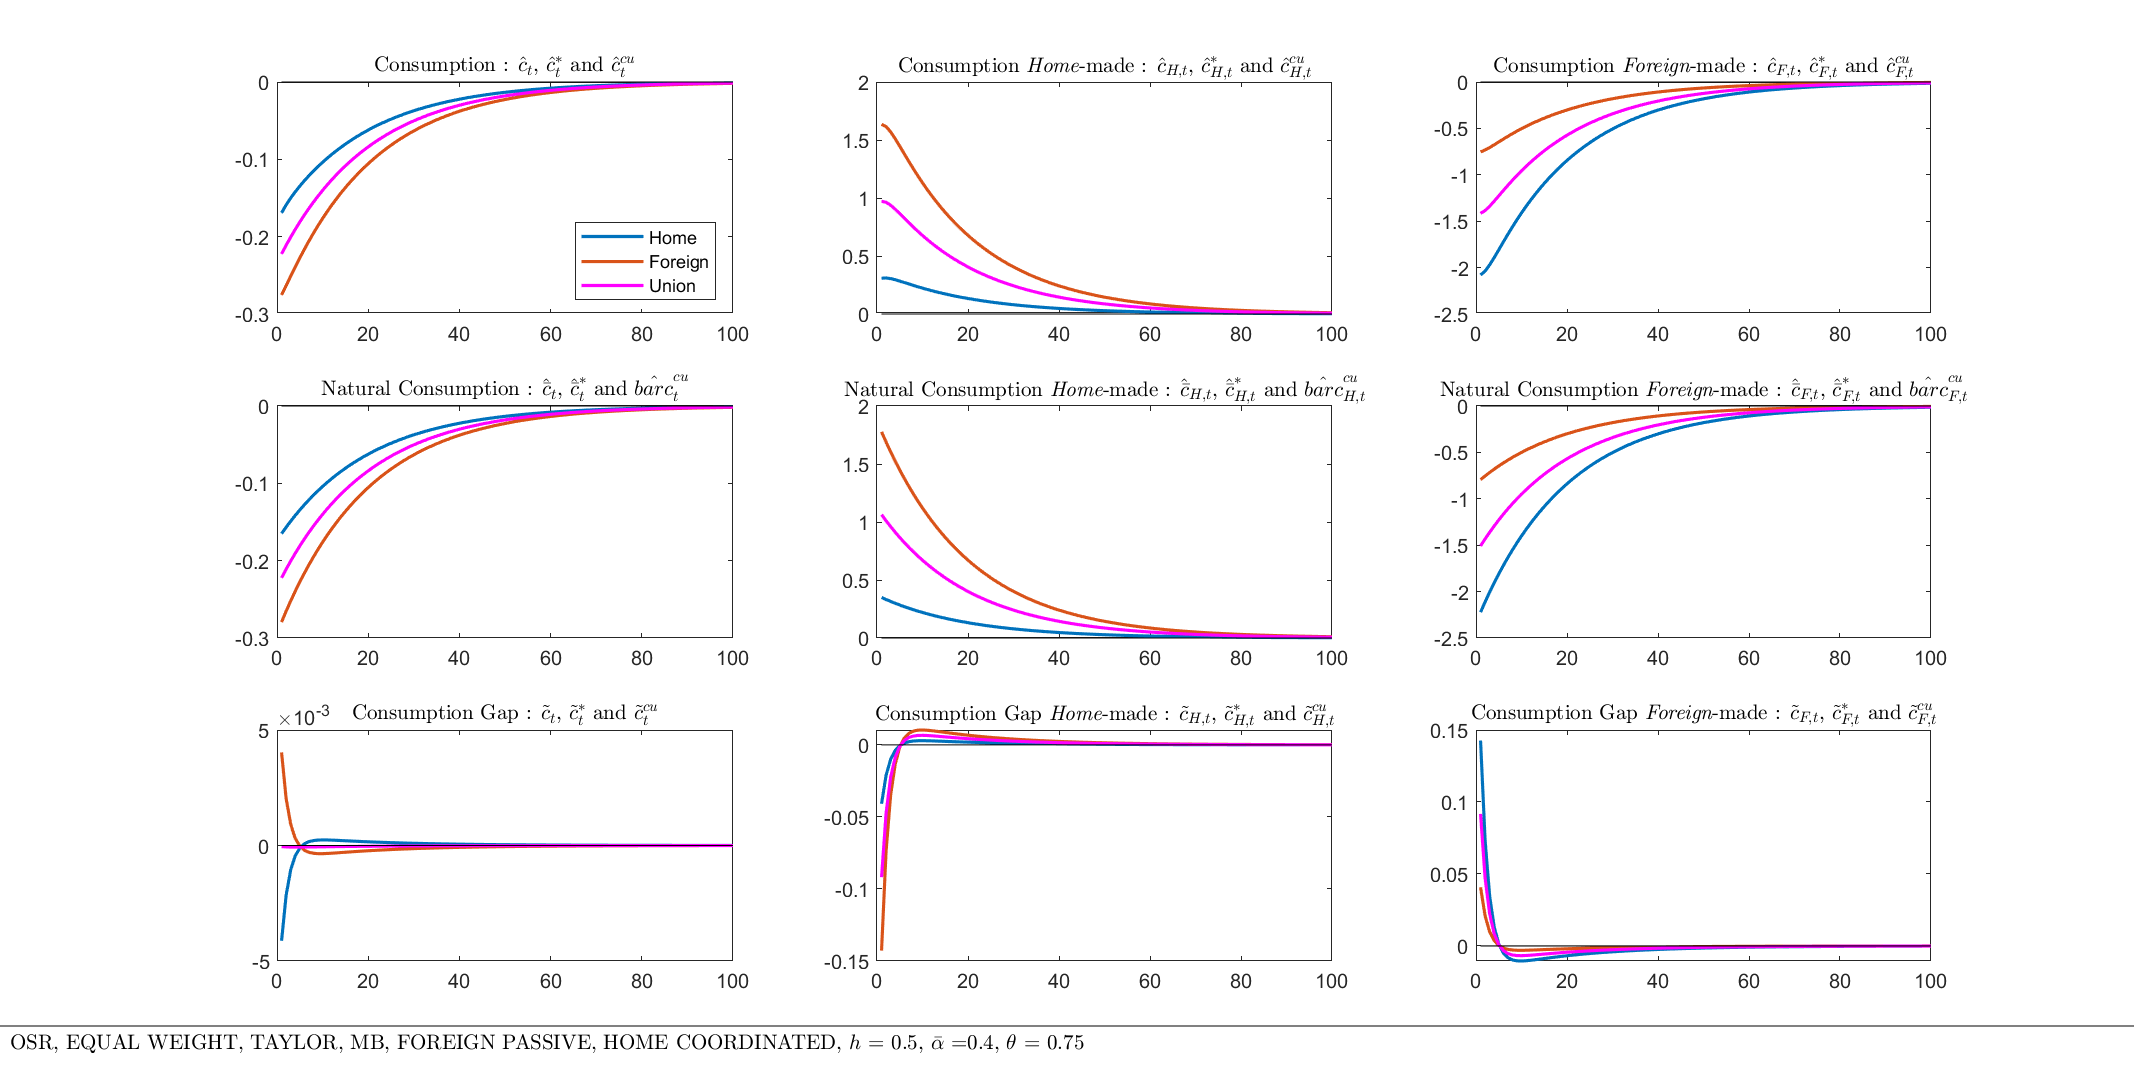 Consumption : ĉ_t, ĉ*_t and ĉ^cu_t
0
-0.1
-0.2
-0.3
0 20 40 60 80 100
Home
Foreign
Union
Consumption Home-made : ĉ_H,t, ĉ*_H,t and ĉ^cu_H,t
2
1.5
1
0.5
0
0 20 40 60 80 100
Consumption Foreign-made : ĉ_F,t, ĉ*_F,t and ĉ^cu_F,t
0
-0.5
-1
-1.5
-2
-2.5
0 20 40 60 80 100
Natural Consumption : c̄̂_t, c̄̂*_t and bar̂c^cu_t
0
-0.1
-0.2
-0.3
0 20 40 60 80 100
Natural Consumption Home-made : c̄̂_H,t, c̄̂*_H,t and bar̂c^cu_H,t
2
1.5
1
0.5
0
0 20 40 60 80 100
Natural Consumption Foreign-made : c̄̂_F,t, c̄̂*_F,t and bar̂c^cu_F,t
0
-0.5
-1
-1.5
-2
-2.5
0 20 40 60 80 100
Consumption Gap : c̃_t, c̃*_t and c̃^cu_t
×10^-3
5
0
-5
0 20 40 60 80 100
Consumption Gap Home-made : c̃_H,t, c̃*_H,t and c̃^cu_H,t
0
-0.05
-0.1
-0.15
0 20 40 60 80 100
Consumption Gap Foreign-made : c̃_F,t, c̃*_F,t and c̃^cu_F,t
0.15
0.1
0.05
0
0 20 40 60 80 100
OSR, EQUAL WEIGHT, TAYLOR, MB, FOREIGN PASSIVE, HOME COORDINATED, h = 0.5, ᾱ =0.4, θ = 0.75